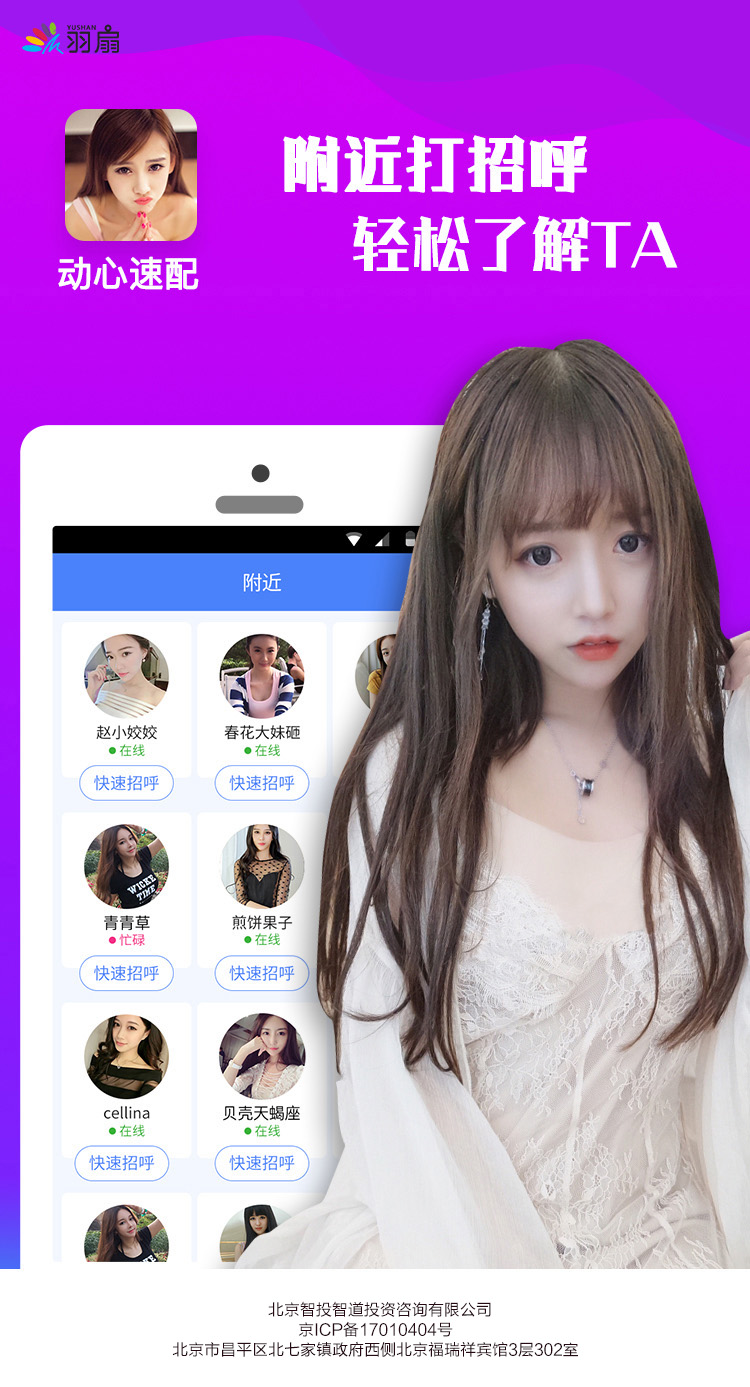 YUSHAN
羽扇
附近打招呼
轻松了解TA
动心速配
附近
赵小姣姣
在线
快速招呼
春花大妹砸
在线
快速招呼
WICKE
TIME
青青草
忙碌
快速招呼
煎饼果子
在线
快速招呼
cellina
在线
快速招呼
贝壳天蝎座
在线
快速招呼
北京智投智道投资咨询有限公司
京ICP备17010404号
北京市昌平区北七家镇政府西侧北京福瑞祥宾馆3层302室